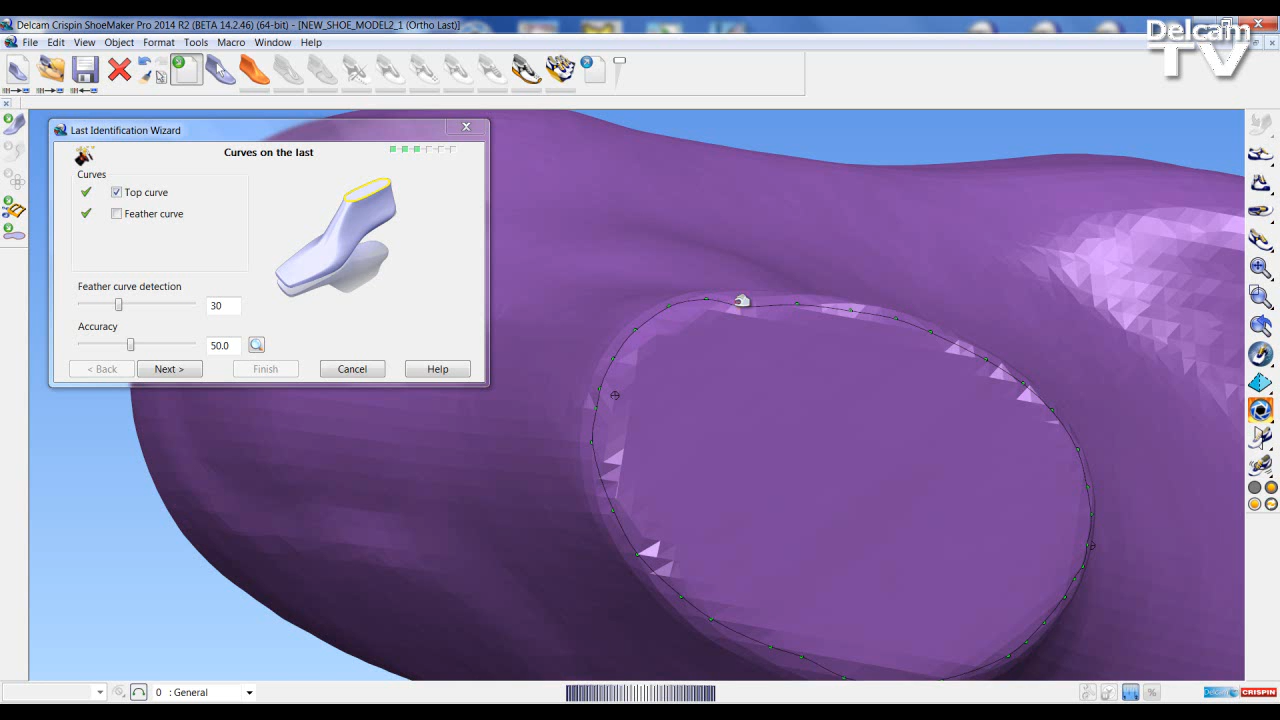 Delcam Crispin ShoeMaker Pro 2014 R2 (BETA 14.2.46) (64-bit) - [NEW_SHOE_MODEL2_1 (Ortho Last)]
File Edit View Object Format Tools Macro Window Help
Delcam
TV
Last Identification Wizard
Curves on the last
Curves
Top curve
Feather curve
Feather curve detection
30
Accuracy
50.0
< Back Next > Finish Cancel Help
0 : General
%
Delcam CRISPIN